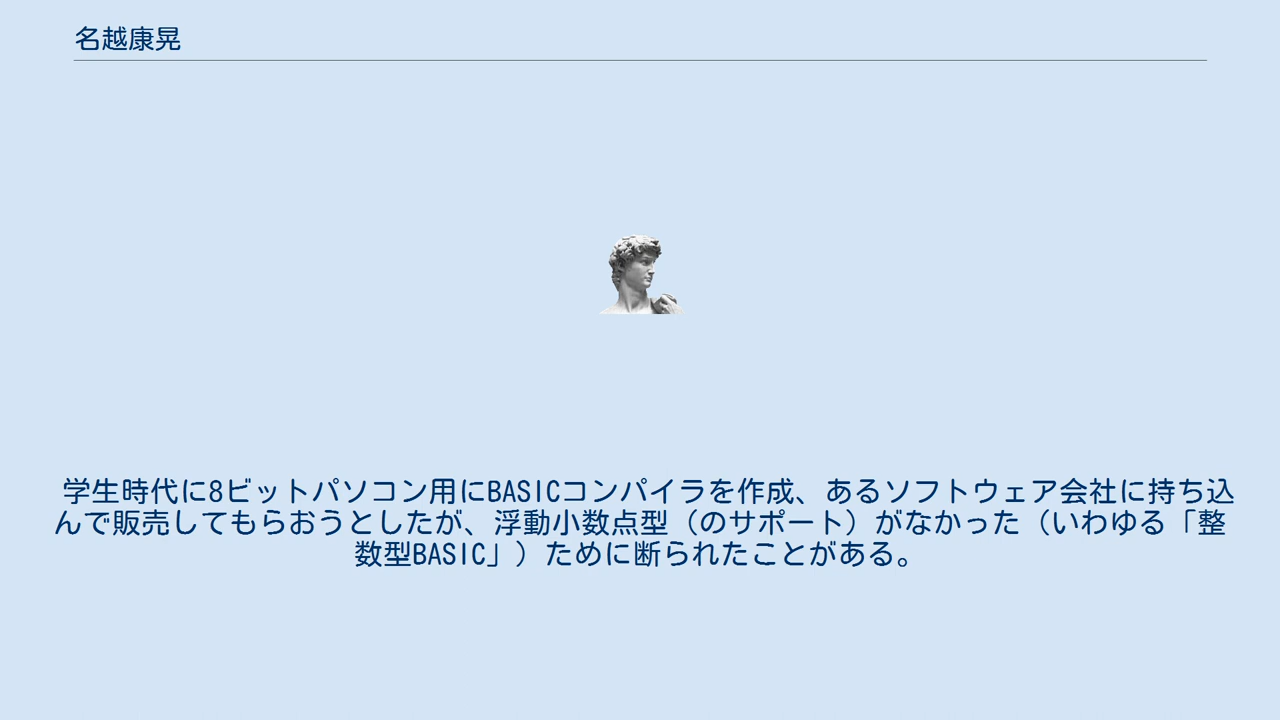 名越康晃
学生時代に8ビットパソコン用にBASICコンパイラを作成、あるソフトウェア会社に持ち込
んで販売してもらおうとしたが、浮動小数点型（のサポート）がなかった（いわゆる「整
数型BASIC」）ために断られたことがある。